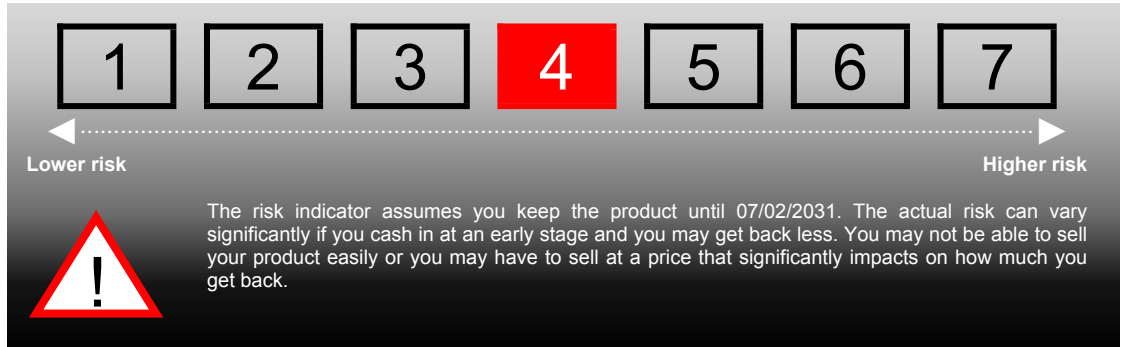 1 2 3 4 5 6 7
Lower risk Higher risk
The risk indicator assumes you keep the product until 07/02/2031. The actual risk can vary
significantly if you cash in at an early stage and you may get back less. You may not be able to sell
your product easily or you may have to sell at a price that significantly impacts on how much you
get back.
!